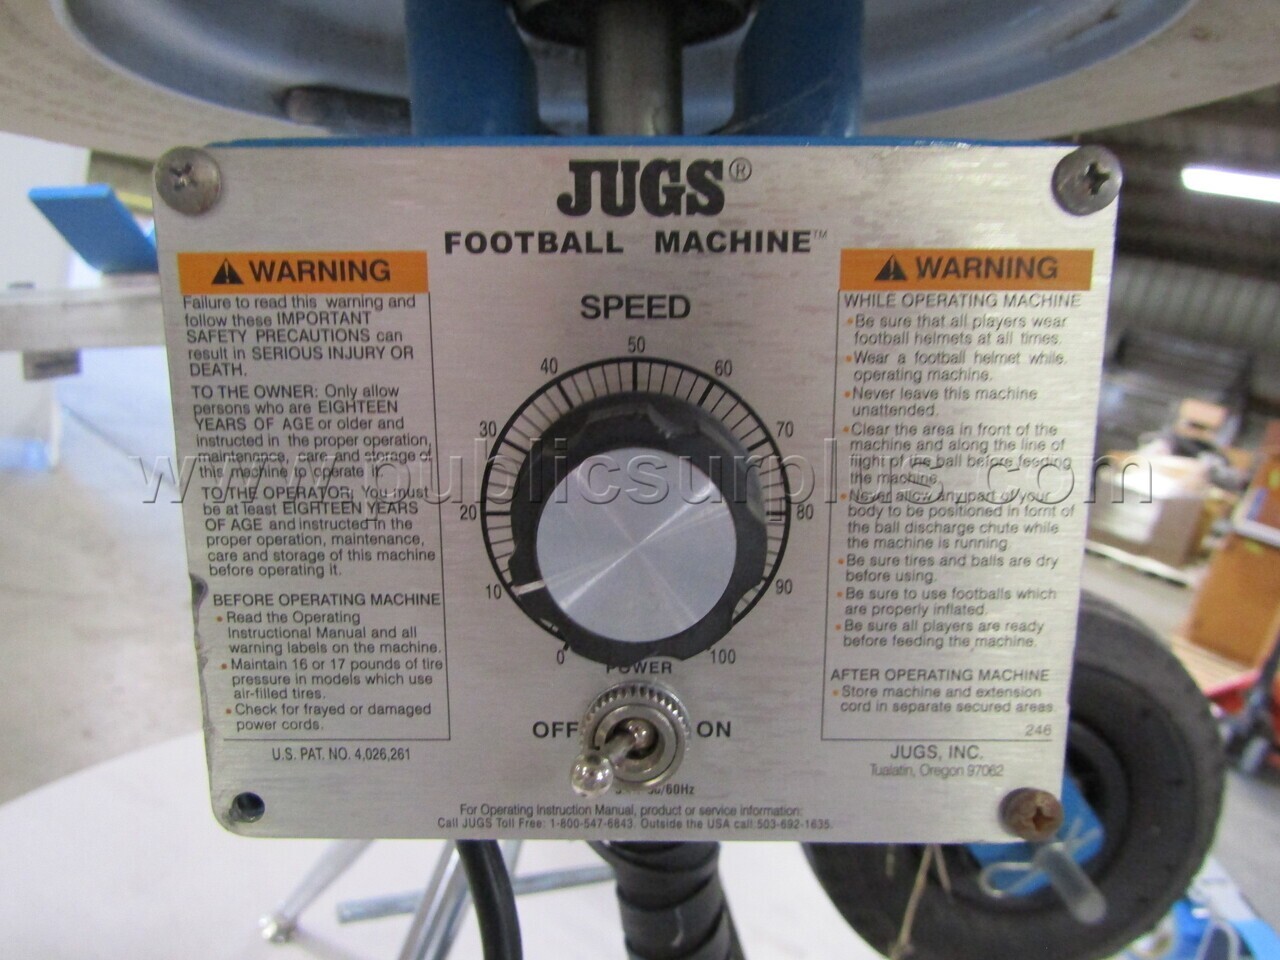 JUGS®
FOOTBALL MACHINE™
SPEED
0
10
20
30
40
50
60
70
80
90
100
POWER
OFF
ON
50/60Hz
WARNING
Failure to read this warning and
follow these IMPORTANT
SAFETY PRECAUTIONS can
result in SERIOUS INJURY OR
DEATH.
TO THE OWNER: Only allow
persons who are EIGHTEEN
YEARS OF AGE or older and
instructed in the proper operation,
maintenance, care and storage of
this machine to operate it.
TO THE OPERATOR: You must
be at least EIGHTEEN YEARS
OF AGE and instructed in the
proper operation, maintenance,
care and storage of this machine
before operating it.
BEFORE OPERATING MACHINE
• Read the Operating
Instructional Manual and all
warning labels on the machine.
• Maintain 16 or 17 pounds of tire
pressure in models which use
air-filled tires.
• Check for frayed or damaged
power cords.
U.S. PAT. NO. 4,026,261
WARNING
WHILE OPERATING MACHINE
• Be sure that all players wear
football helmets at all times.
• Wear a football helmet while
operating machine.
• Never leave this machine
unattended.
• Clear the area in front of the
machine and along the line of
flight of the ball before feeding
the machine.
• Never allow any part of your
body to be positioned in fornt of
the ball discharge chute while
the machine is running
• Be sure tires and balls are dry
before using.
• Be sure to use footballs which
are properly inflated.
• Be sure all players are ready
before feeding the machine.
AFTER OPERATING MACHINE
• Store machine and extension
cord in separate secured areas
246
JUGS, INC.
Tualatin, Oregon 97062
For Operating Instruction Manual, product or service information:
Call JUGS Toll Free: 1-800-547-6843. Outside the USA call 503-692-1635.
www.publicsurplus.com